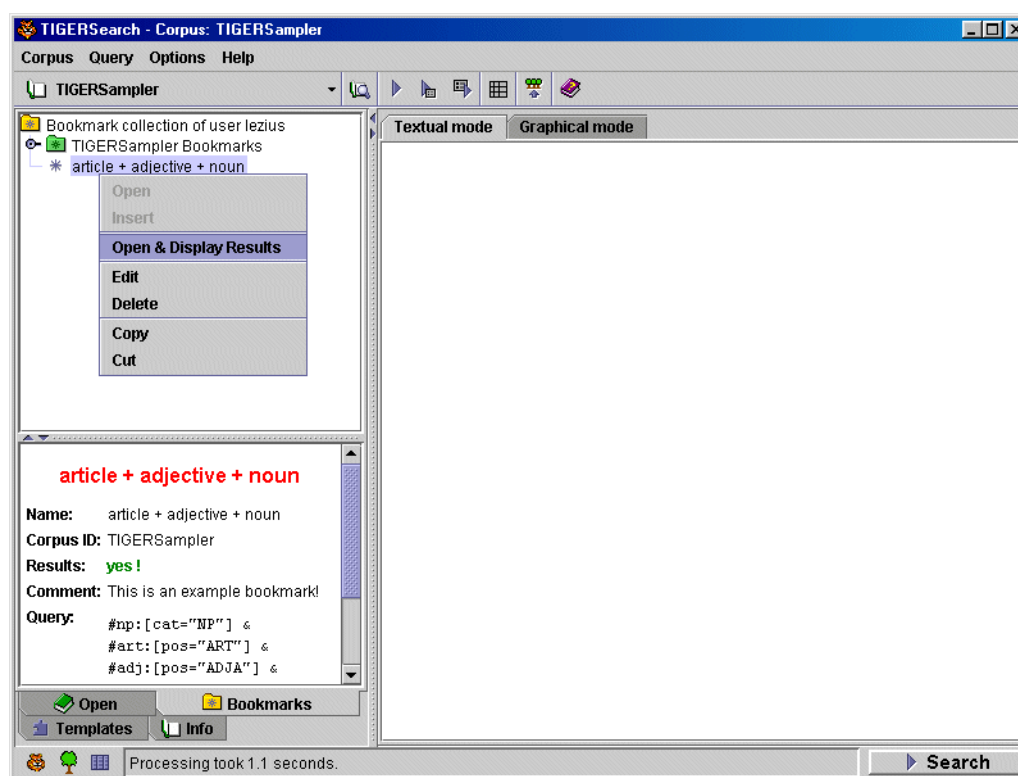 TIGERSearch - Corpus: TIGERSampler
Corpus Query Options Help
TIGERSampler
Bookmark collection of user lezius
TIGERSampler Bookmarks
article + adjective + noun
Open
Insert
Open & Display Results
Edit
Delete
Copy
Cut
Textual mode Graphical mode
article + adjective + noun
Name: article + adjective + noun
Corpus ID: TIGERSampler
Results: yes !
Comment: This is an example bookmark!
Query: #np:[cat="NP"] &
#art:[pos="ART"] &
#adj:[pos="ADJA"] &
Open Bookmarks
Templates Info
Processing took 1.1 seconds.
Search